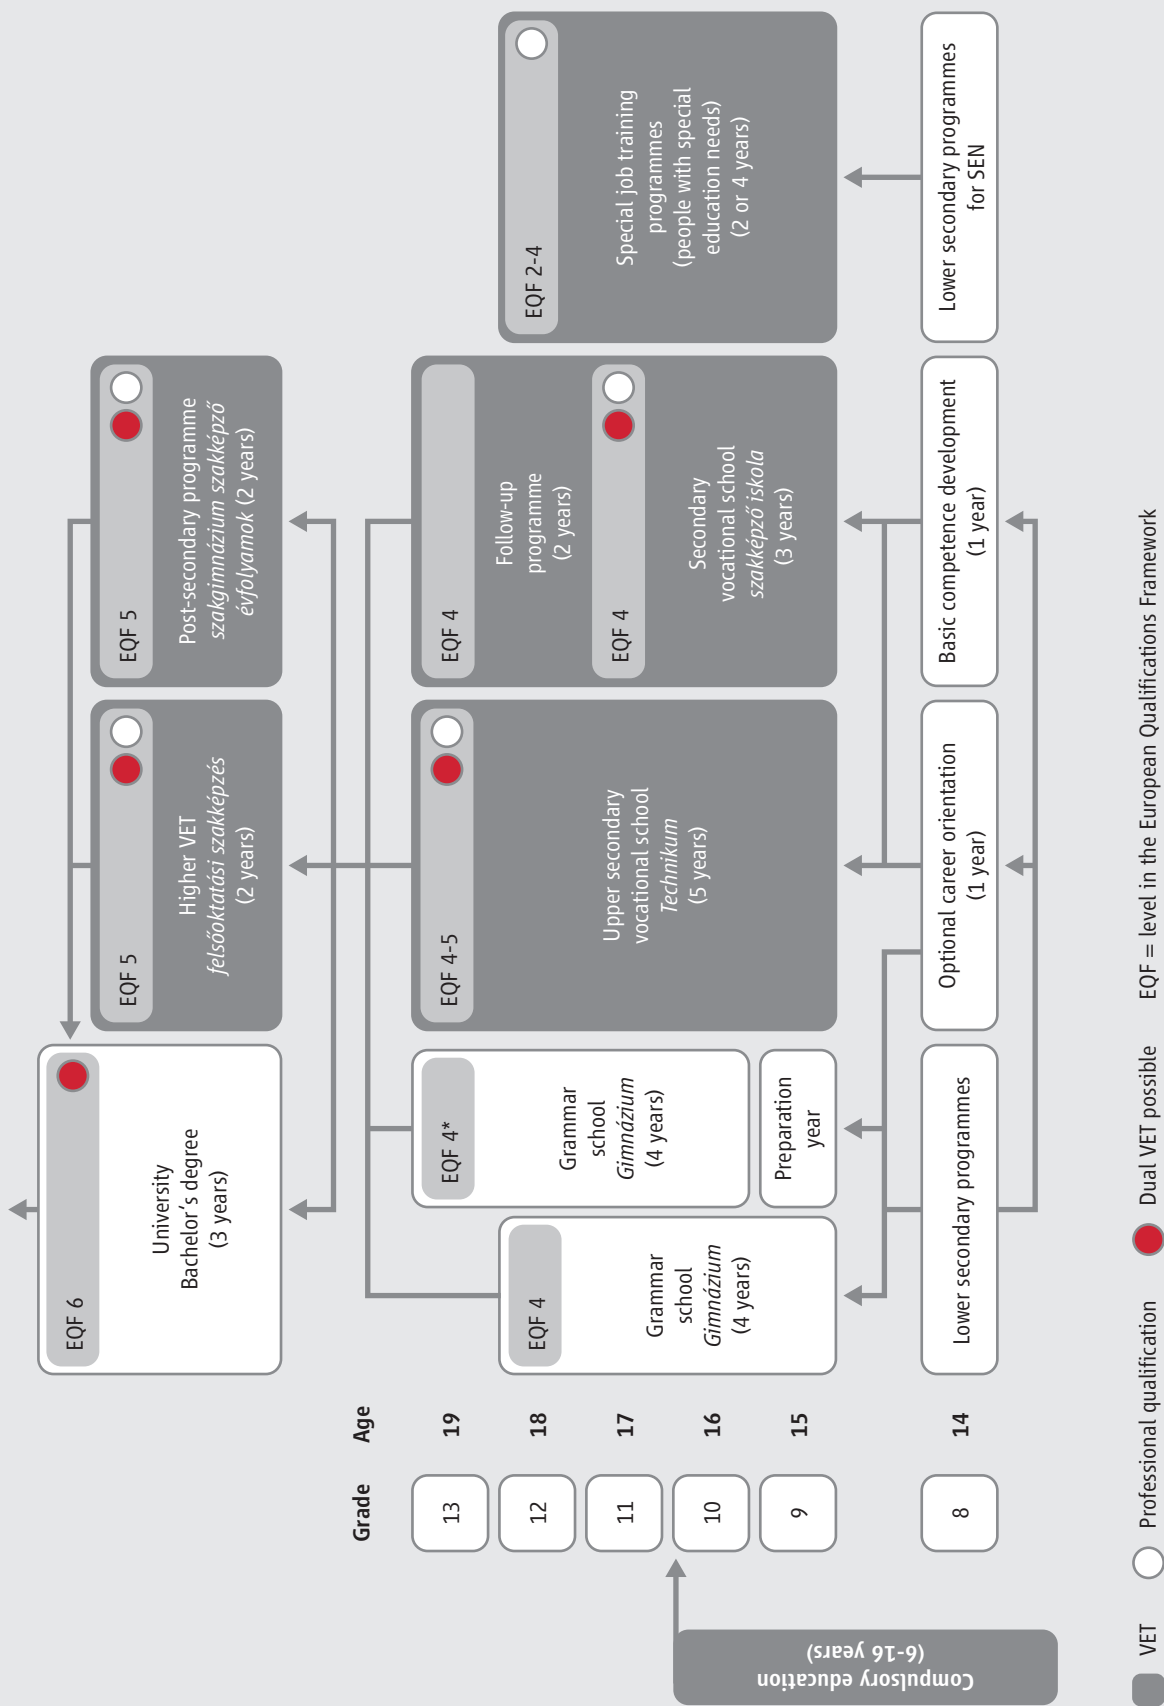 EQF 6
University
Bachelor's degree
(3 years)
EQF 5
Higher VET
felsőoktatási szakképzés
(2 years)
EQF 5
Post-secondary programme
szakgimnázium szakképző
évfolyamok (2 years)
Grade
Age
13
19
12
18
11
17
10
16
9
15
8
14
Compulsory education
(6-16 years)
EQF 4
Grammar
school
Gimnázium
(4 years)
EQF 4*
Grammar
school
Gimnázium
(4 years)
Preparation
year
EQF 4-5
Upper secondary
vocational school
Technikum
(5 years)
EQF 4
Follow-up
programme
(2 years)
EQF 4
Secondary
vocational school
szakképző iskola
(3 years)
EQF 2-4
Special job training
programmes
(people with special
education needs)
(2 or 4 years)
Lower secondary programmes
Optional career orientation
(1 year)
Basic competence development
(1 year)
Lower secondary programmes
for SEN
VET
Professional qualification
Dual VET possible
EQF = level in the European Qualifications Framework